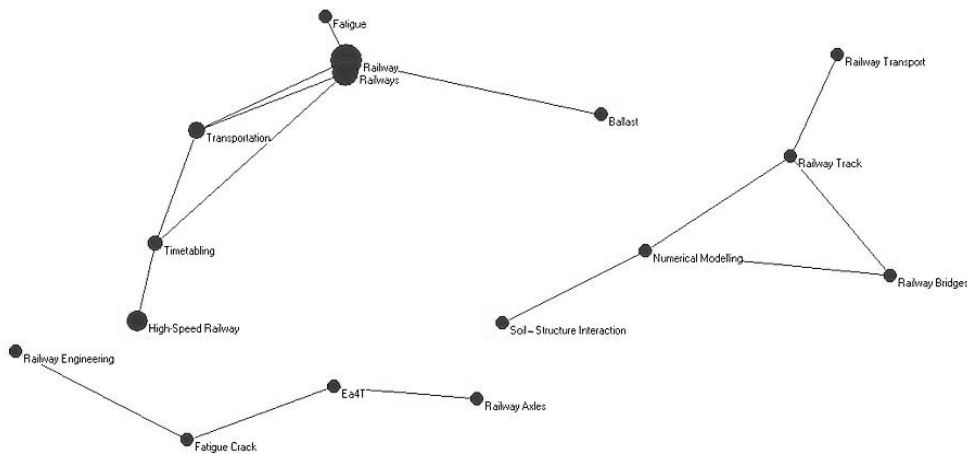 Fatigue
Railway
Railways
Railway Transport
Ballast
Transportation
Railway Track
Timetabling
Numerical Modelling
Railway Bridges
High-Speed Railway
Soil–Structure Interaction
Railway Engineering
Ea4T
Railway Axles
Fatigue Crack